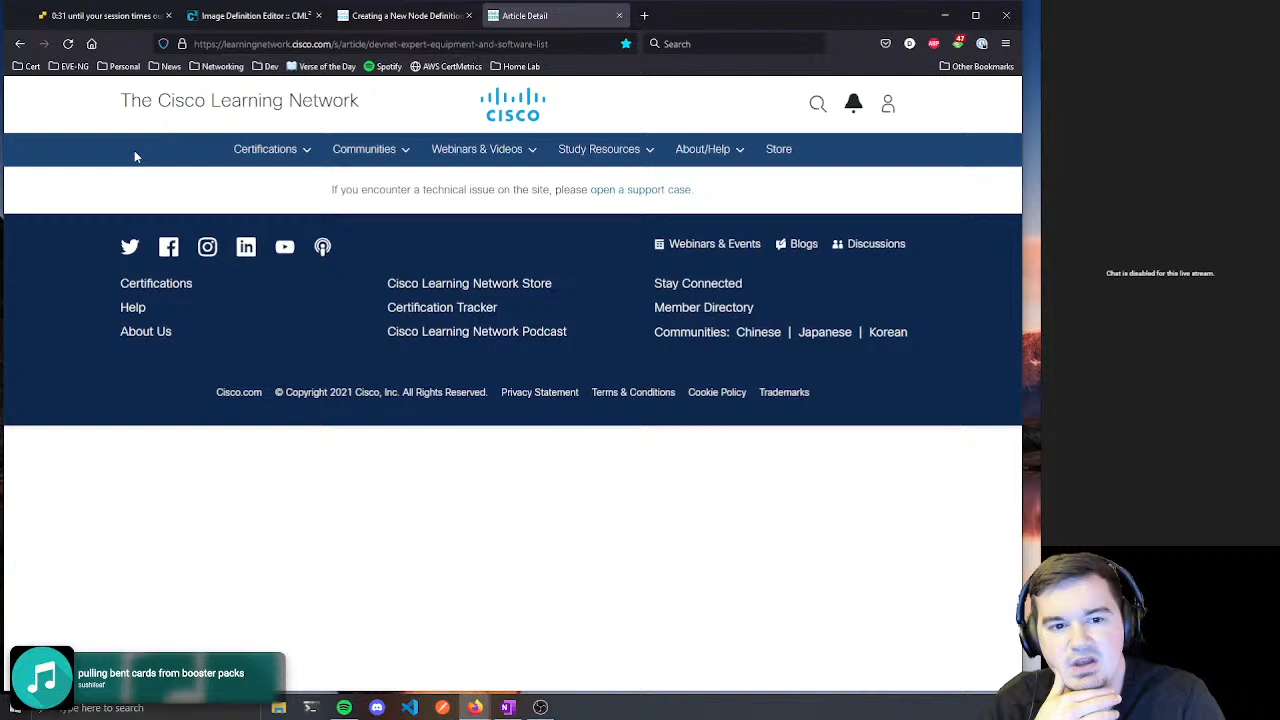 0:31 until your session times ou
Image Definition Editor :: CML²
Creating a New Node Definition
Article Detail
https://learningnetwork.cisco.com/s/article/devnet-expert-equipment-and-software-list
Search
47
Cert
EVE-NG
Personal
News
Networking
Dev
Verse of the Day
Spotify
AWS CertMetrics
Home Lab
Other Bookmarks
The Cisco Learning Network
CISCO
Certifications
Communities
Webinars & Videos
Study Resources
About/Help
Store
If you encounter a technical issue on the site, please open a support case.
Webinars & Events
Blogs
Discussions
Certifications
Cisco Learning Network Store
Stay Connected
Help
Certification Tracker
Member Directory
About Us
Cisco Learning Network Podcast
Communities: Chinese | Japanese | Korean
Cisco.com
© Copyright 2021 Cisco, Inc. All Rights Reserved.
Privacy Statement
Terms & Conditions
Cookie Policy
Trademarks
Chat is disabled for this live stream.
pulling bent cards from booster packs
sushileaf
here to search